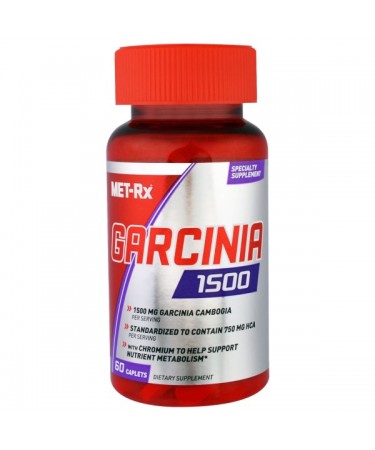 SPECIALTY
SUPPLEMENT
MET-Rx
GARCINIA
1500
» 1500 MG GARCINIA CAMBOGIA
PER SERVING
» STANDARDIZED TO CONTAIN 750 MG HCA
PER SERVING
» WITH CHROMIUM TO HELP SUPPORT
NUTRIENT METABOLISM*
60 CAPLETS
DIETARY SUPPLEMENT